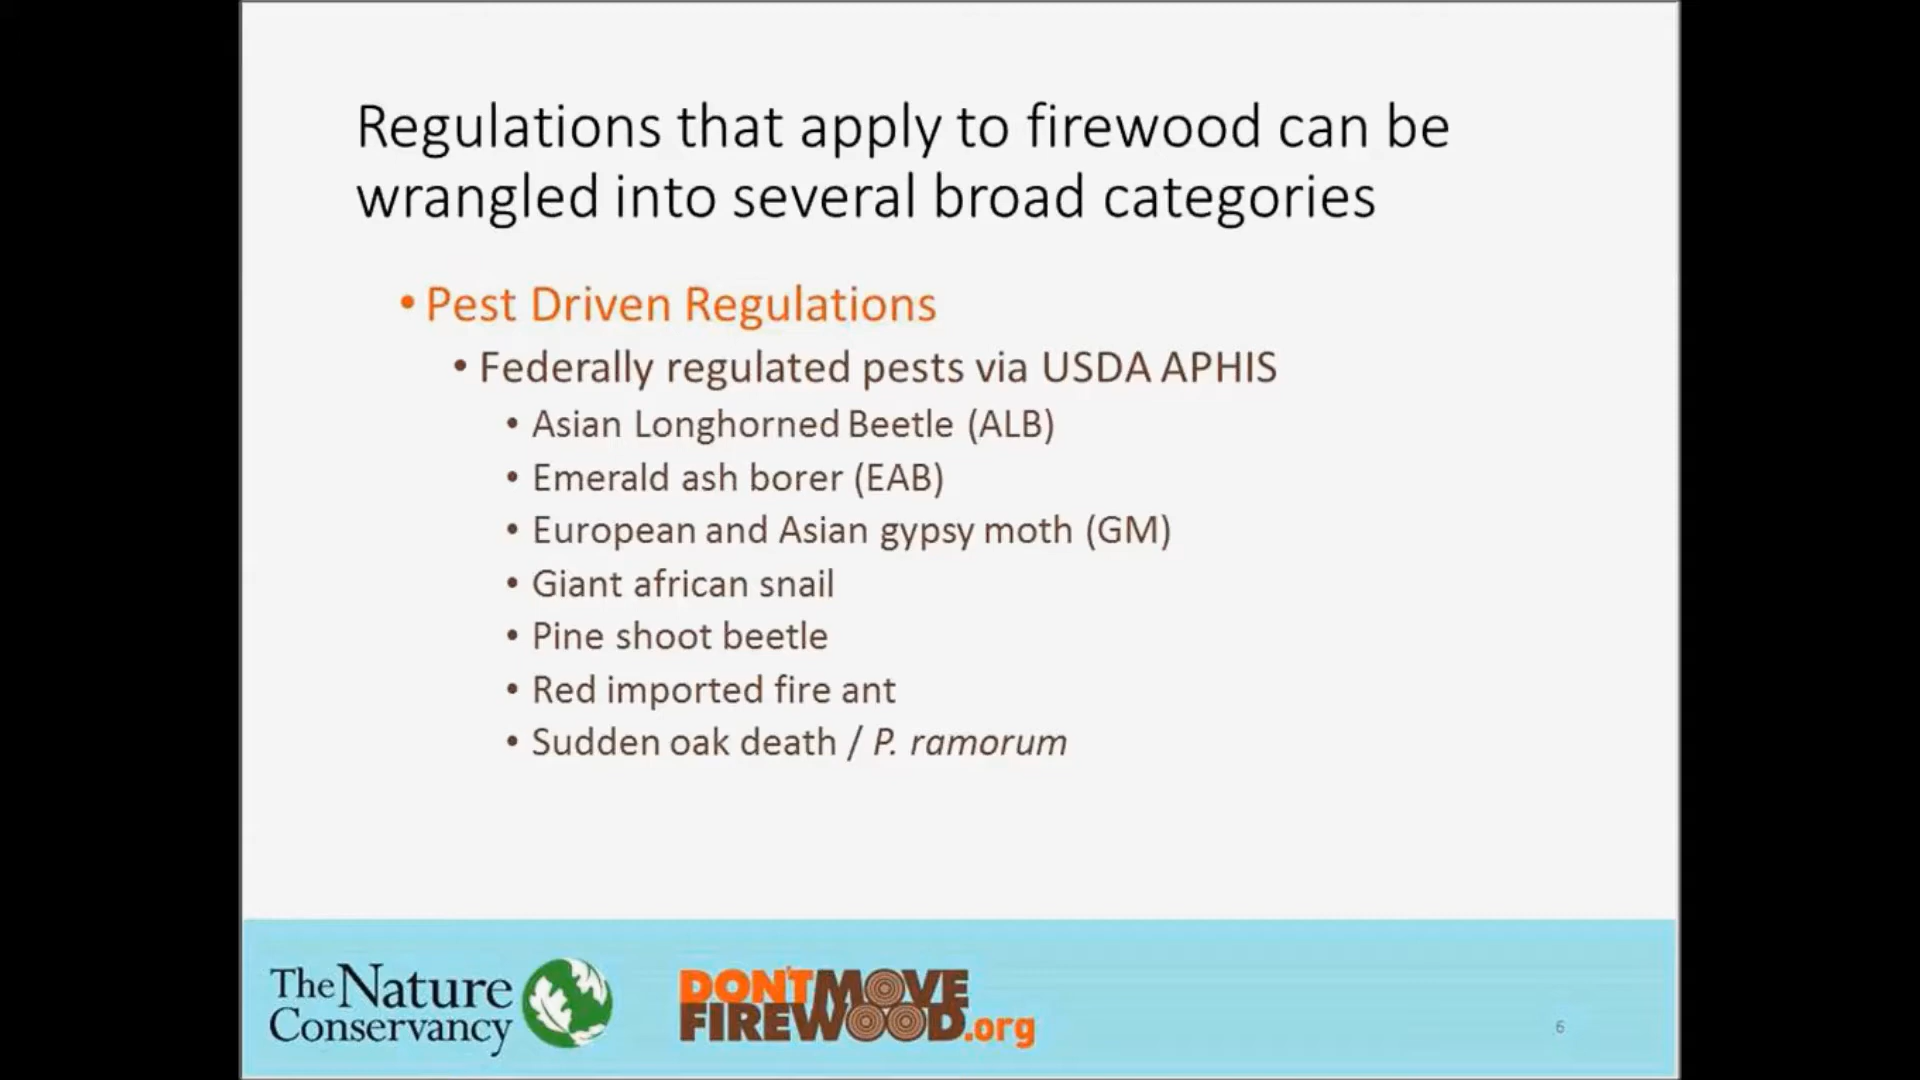 Regulations that apply to firewood can be
wrangled into several broad categories
• Pest Driven Regulations
• Federally regulated pests via USDA APHIS
• Asian Longhorned Beetle (ALB)
• Emerald ash borer (EAB)
• European and Asian gypsy moth (GM)
• Giant african snail
• Pine shoot beetle
• Red imported fire ant
• Sudden oak death / P. ramorum
The Nature
Conservancy
DON'T MOVE
FIREWOOD.org
6